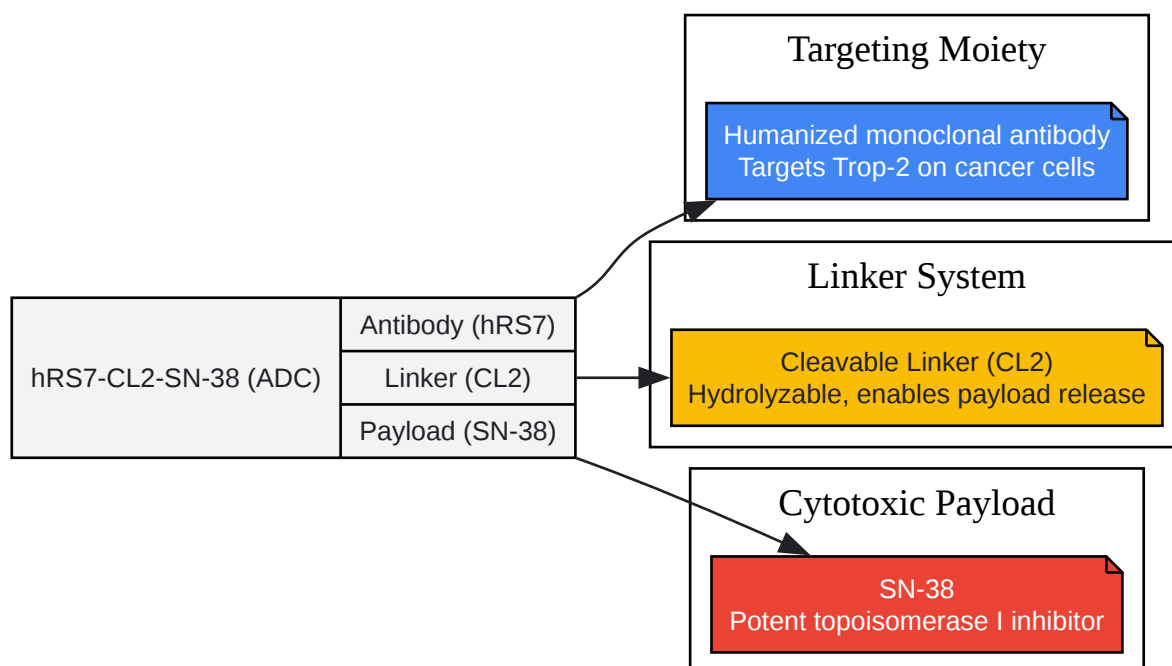 hRS7-CL2-SN-38 (ADC)
Antibody (hRS7)
Linker (CL2)
Payload (SN-38)
Targeting Moiety
Humanized monoclonal antibody
Targets Trop-2 on cancer cells
Linker System
Cleavable Linker (CL2)
Hydrolyzable, enables payload release
Cytotoxic Payload
SN-38
Potent topoisomerase I inhibitor